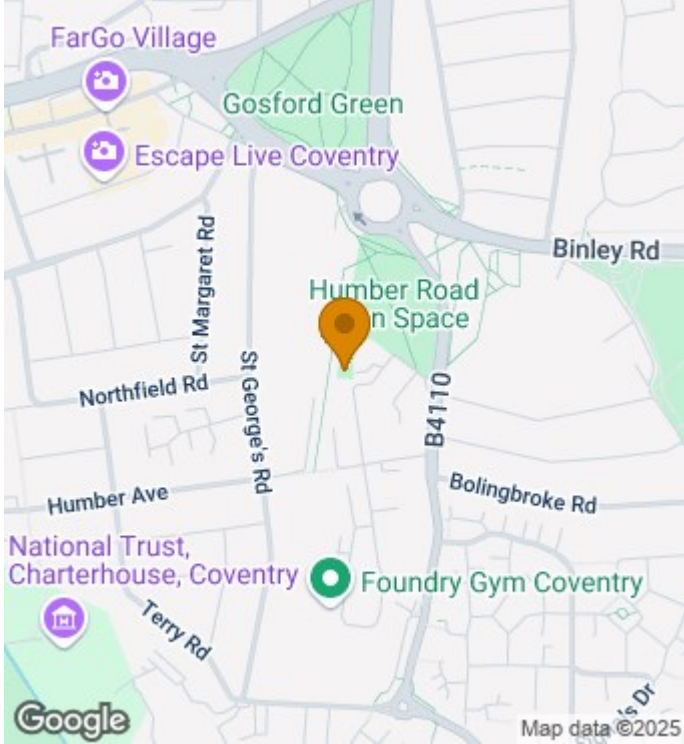 FarGo Village
Gosford Green
Escape Live Coventry
Binley Rd
St Margaret Rd
Humber Road
n Space
Northfield Rd
St George's Rd
B4110
Humber Ave
Bolingbroke Rd
National Trust,
Charterhouse, Coventry
Foundry Gym Coventry
Terry Rd
Dr
Google
Map data ©2025